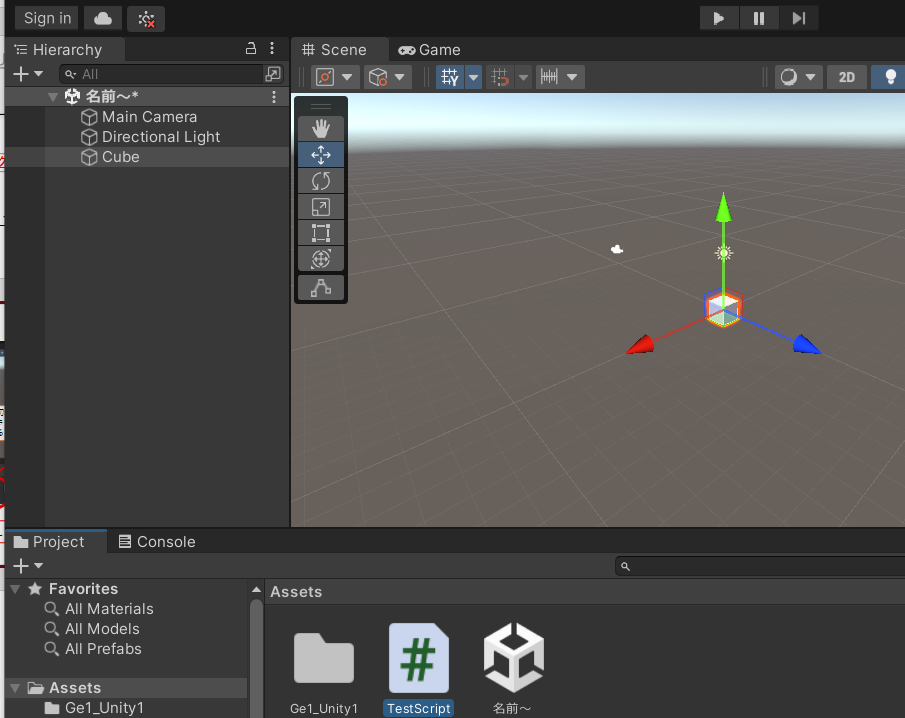 Sign in
Hierarchy
Scene
Game
All
2D
名前～*
Main Camera
Directional Light
Cube
Project
Console
Favorites
Assets
All Materials
All Models
All Prefabs
Assets
Ge1_Unity1
Ge1_Unity1
TestScript
名前～